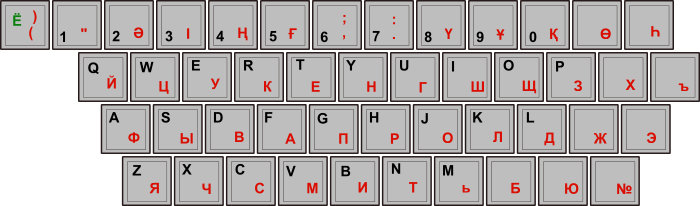 Ё ) ( 1 " 2 Ә 3 І 4 Ң 5 Ғ 6 ; , 7 : . 8 Ү 9 Ұ 0 Қ Ө Һ
Q Й W Ц E У R К T Е Y Н U Г I Ш O Щ P З Х ъ
A Ф S Ы D В F А G П H Р J О K Л L Д Ж Э
Z Я X Ч C С V М B И N Т M ь Б Ю №